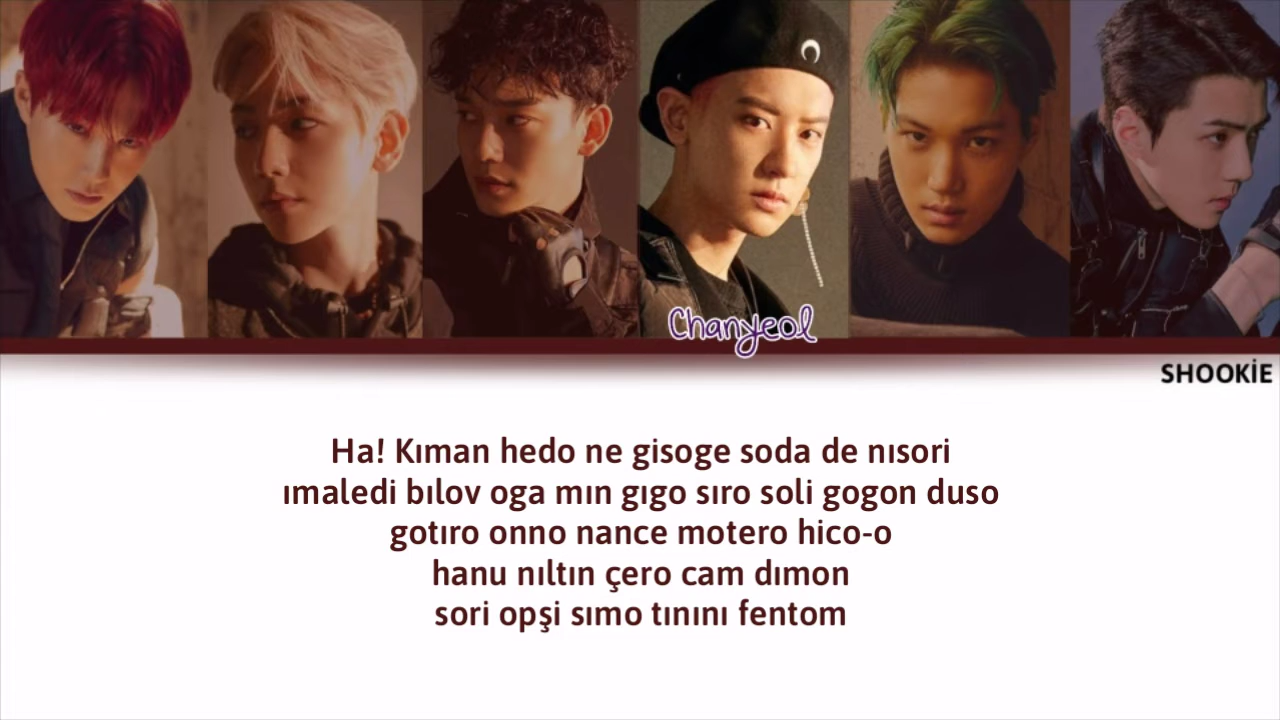 Chanyeol
SHOOKİE
Ha! Kıman hedo ne gisoge soda de nısori
ımaledi bılov oga mın gıgo sıro soli gogon duso
gotıro onno nance motero hico-o
hanu nıltın çero cam dımon
sori opşi sımo tınını fentom